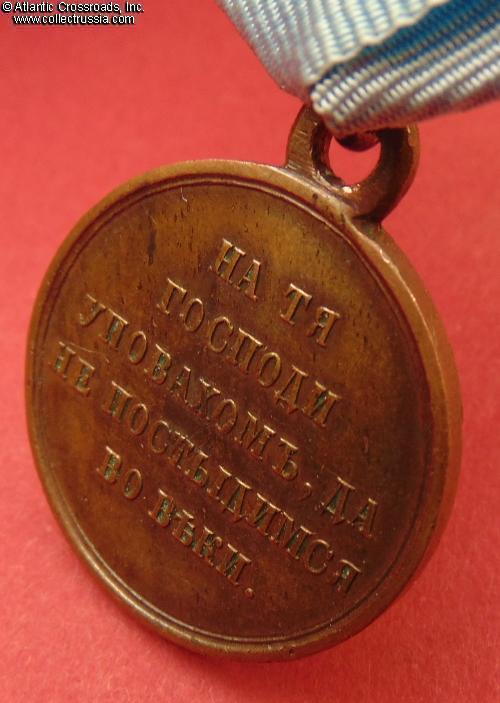 © Atlantic Crossroads, Inc.
www.collectrussia.com
НА ТЯ
ГОСПОДИ
УПОВАХОМЪ, ДА
НЕ ПОСТЫДИМСЯ
ВО ВѢКИ.